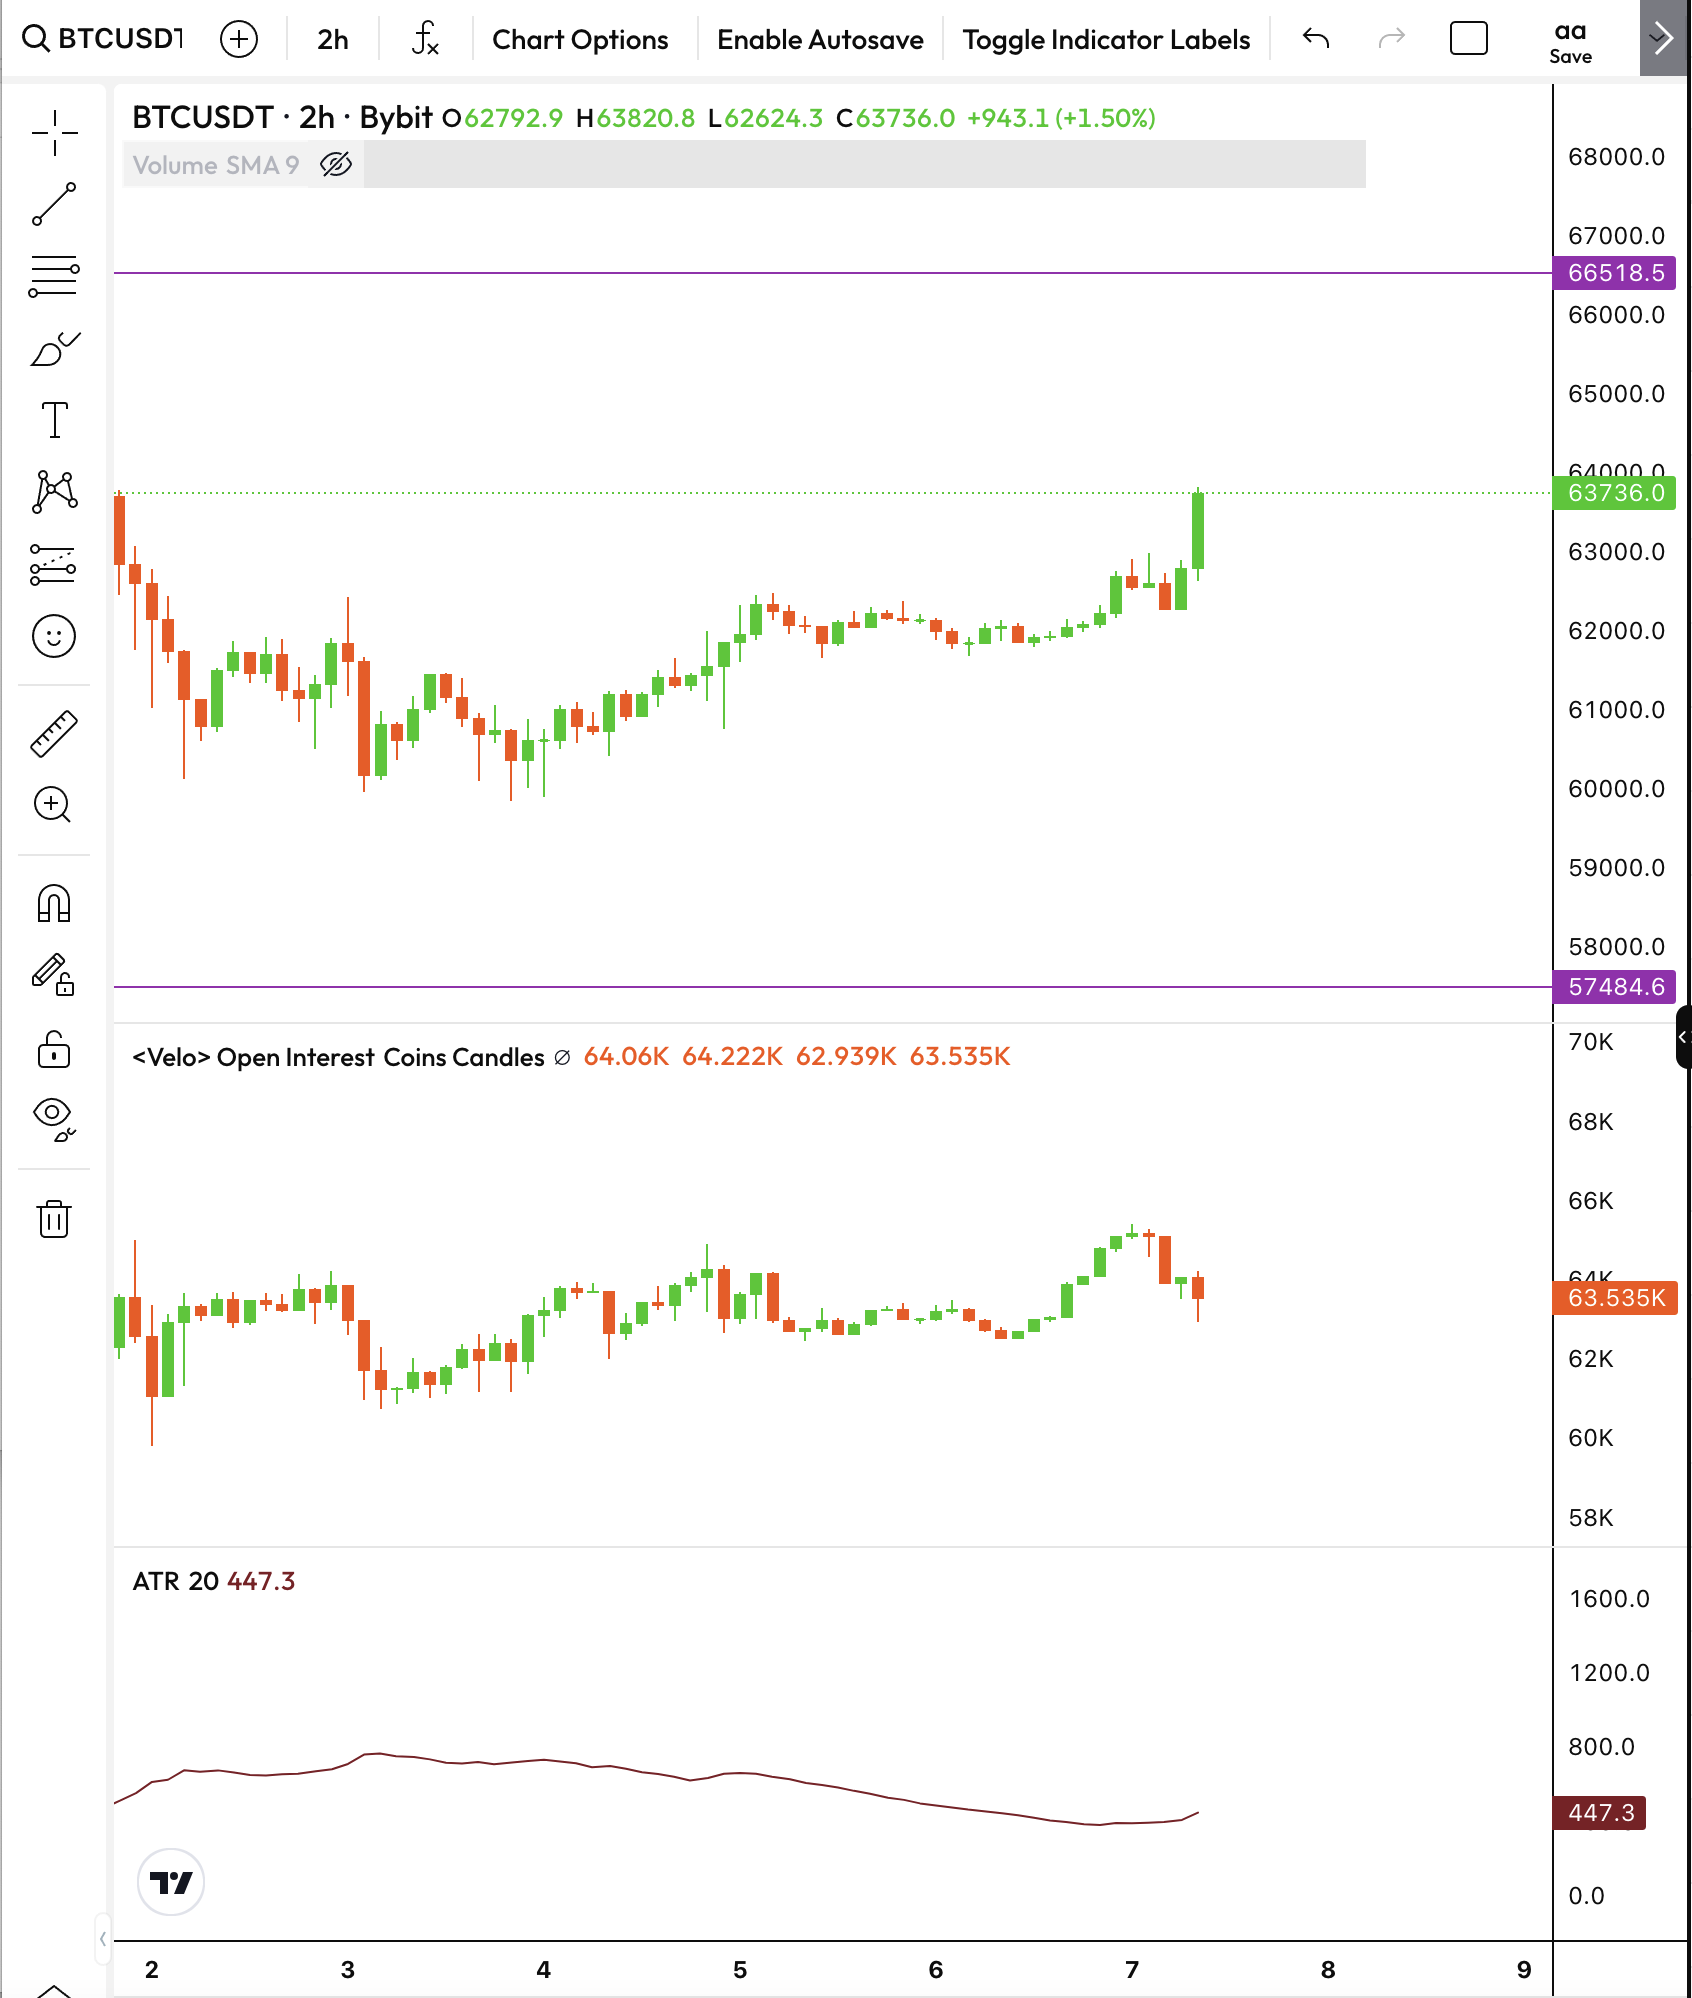 BTCUSDT
2h
Chart Options
Enable Autosave
Toggle Indicator Labels
aa
Save
BTCUSDT · 2h · Bybit O62792.9 H63820.8 L62624.3 C63736.0 +943.1 (+1.50%)
Volume SMA 9
68000.0
67000.0
66518.5
66000.0
65000.0
64000.0
63736.0
63000.0
62000.0
61000.0
60000.0
59000.0
58000.0
57484.6
<Velo> Open Interest Coins Candles ∅ 64.06K 64.222K 62.939K 63.535K
70K
68K
66K
64K
63.535K
62K
60K
58K
ATR 20 447.3
1600.0
1200.0
800.0
447.3
0.0
2 3 4 5 6 7 8 9